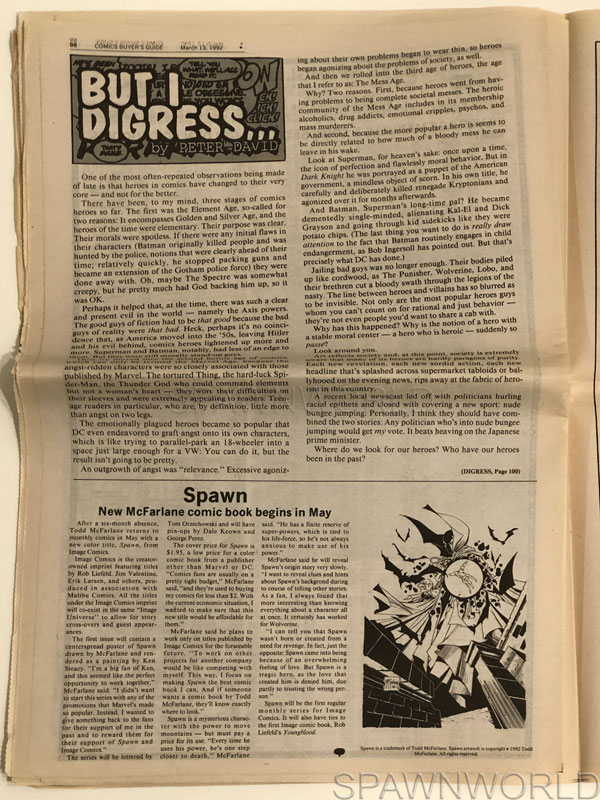 98 COMICS BUYER'S GUIDE March 13, 1992
BUT I
DIGRESS...
by PETER DAVID
One of the most often-repeated observations being made
of late is that heroes in comics have changed to their very
core — and not for the better.
There have been, to my mind, three stages of comics
heroes so far. The first was the Element Age, so-called for
two reasons: It encompasses Golden and Silver Age, and the
heroes of the time were elementary. Their purpose was clear.
Their morals were spotless. If there were any initial flaws in
their characters (Batman originally killed people and was
hunted by the police, notions that were clearly ahead of their
time; relatively quickly, he stopped packing guns and
became an extension of the Gotham police force) they were
done away with. Oh, maybe The Spectre was somewhat
creepy, but he pretty much had God backing him up, so it
was OK.
Perhaps it helped that, at the time, there was such a clear
and present evil in the world — namely the Axis powers.
The good guys of fiction had to be that good because the bad
guys of reality were that bad. Heck, perhaps it's no coinci-
dence that, as America moved into the '50s, leaving Hitler
and his evil behind, comics heroes lightened up more and
more. Superman and Batman, notably, had less of an edge to
angst-ridden characters were so closely associated with those
published by Marvel. The tortured Thing, the hard-luck Spi-
der-Man, the Thunder God who could command elements
but not a woman's heart — they wore their difficulties on
their sleeves and were extremely appealing to readers. Teen-
age readers in particular, who are, by definition, little more
than angst on two legs.
The emotionally plagued heroes became so popular that
DC even endeavored to graft angst onto its own characters,
which is like trying to parallel-park an 18-wheeler into a
space just large enough for a VW: You can do it, but the
result isn't going to be pretty.
An outgrowth of angst was "relevance." Excessive agoniz-
ing about their own problems began to wear thin, so heroes
began agonizing about the problems of society, as well.
And then we rolled into the third age of heroes, the age
that I refer to as: The Mess Age.
Why? Two reasons. First, because heroes went from hav-
ing problems to being complete societal messes. The heroic
community of the Mess Age includes in its membership
alcoholics, drug addicts, emotional cripples, psychos, and
mass murderers.
And second, because the more popular a hero is seems to
be directly related to how much of a bloody mess he can
leave in his wake.
Look at Superman, for heaven's sake: once upon a time,
the icon of perfection and flawlessly moral behavior. But in
Dark Knight he was portrayed as a puppet of the American
government, a mindless object of scorn. In his own title, he
carefully and deliberately killed renegade Kryptonians and
agonized over it for months afterwards.
And Batman, Superman's long-time pal? He became
dementedly single-minded, alienating Kal-El and Dick
Grayson and going through kid sidekicks like they were
potato chips. (The last thing you want to do is really draw
attention to the fact that Batman routinely engages in child
endangerment, as Bob Ingersoll has pointed out. But that's
precisely what DC has done.)
Jailing bad guys was no longer enough. Their bodies piled
up like cordwood, as The Punisher, Wolverine, Lobo, and
their brethren cut a bloody swath through the legions of the
nasty. The line between heroes and villains has so blurred as
to be invisible. Not only are the most popular heroes guys
whom you can't count on for rational and just behavior —
they're not even people you'd want to share a cab with.
Why has this happened? Why is the notion of a hero with
a stable moral center — a hero who is heroic — suddenly so
passé?
Look around you.
Art reflects society and, at this point, society is extremely
Each new revelation, each new exposé, each new
headline that's splashed across supermarket tabloids or bal-
lyhooed on the evening news, rips away at the fabric of hero-
ism in this country.
A recent local newscast led off with politicians hurling
racial epithets and closed with covering a new sport: nude
bungee jumping. Personally, I think they should have com-
bined the two stories: Any politician who's into nude bungee
jumping would get my vote. It beats heaving on the Japanese
prime minister.
Where do we look for our heroes? Who have our heroes
been in the past?
(DIGRESS, Page 100)
Spawn
New McFarlane comic book begins in May
After a six-month absence,
Todd McFarlane returns to
monthly comics in May with a
new color title, Spawn, from
Image Comics.
Image Comics is the creator-
owned imprint featuring titles
by Rob Liefeld, Jim Valentino,
Erik Larson, and others, pro-
duced in association with
Malibu Comics. All the titles
under the Image Comics imprint
will co-exist in the same "Image
Universe" to allow for story
cross-overs and guest appear-
ances.
The first issue will contain a
centerspread poster of Spawn
drawn by McFarlane and ren-
dered as a painting by Ken
Steacy. "I'm a big fan of Ken,
and this seemed like the perfect
opportunity to work together,"
McFarlane said. "I didn't want
to start this series with any of the
promotions that Marvel's made
so popular. Instead, I wanted to
give something back to the fans
for their support of me in the
past and to reward them for
their support of Spawn and
Image Comics."
The series will be lettered by
Tom Orzechowski and will have
pin-ups by Dale Keown and
George Perez.
The cover price for Spawn is
$1.95, a low price for a color
comic book from a publisher
other than Marvel or DC.
"Comics fans are usually on a
pretty tight budget," McFarlane
said, "and they're used to buying
my comics for less than $2. With
the current economic situation, I
wanted to make sure that this
new title would be affordable for
them."
McFarlane said he plans to
work only on titles published by
Image Comics for the forseeable
future. "To work on other
projects for another company
would be like competing with
myself. This way, I focus on
making Spawn the best comic
book I can. And if someone
wants a comic book by Todd
McFarlane, they'll know exactly
where to look."
Spawn is a mysterious charac-
ter with the power to move
mountains — but must pay a
price for its use. "Every time he
uses his power, he's one step
closer to death," McFarlane
said. "He has a finite reserve of
super-powers, which is tied to
his life-force, so he's not always
anxious to make use of his
power."
McFarlane said he will reveal
Spawn's origin story very slowly.
"I want to reveal clues and hints
about Spawn's background during
to course of telling other stories.
As a fan, I always found that
more interesting than knowing
everything about a character all
at once. It certainly has worked
for Wolverine.
"I can tell you that Spawn
wasn't born or created from a
need for revenge. In fact, just the
opposite: Spawn came into being
because of an overwhelming
feeling of love. But Spawn is a
tragic hero, as the love that
created him is denied him, due
partly to trusting the wrong per-
son."
Spawn will be the first regular
monthly series for Image
Comics. It will also have ties to
the first Image comic book, Rob
Liefeld's Youngblood.
Spawn is a trademark of Todd McFarlane. Spawn artwork is copyright © 1992 Todd
McFarlane. All rights reserved.
SPAWNWORLD